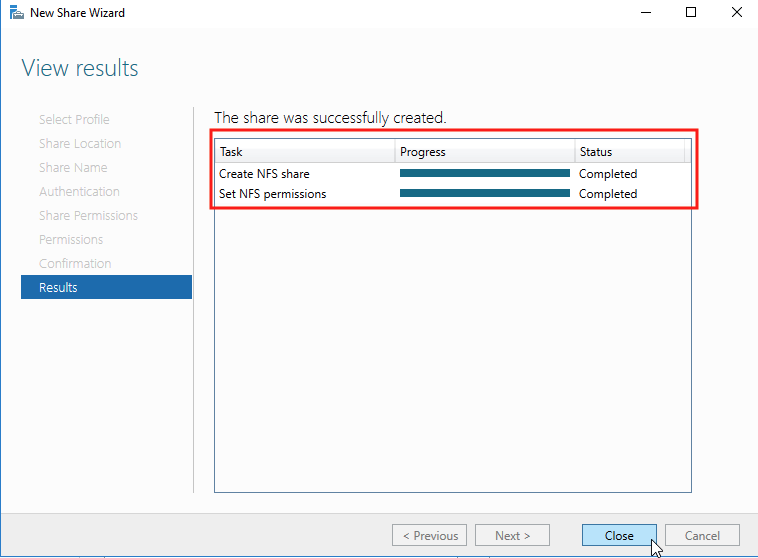 New Share Wizard
View results
Select Profile
Share Location
Share Name
Authentication
Share Permissions
Permissions
Confirmation
Results
The share was successfully created.
Task Progress Status
Create NFS share Completed
Set NFS permissions Completed
< Previous Next > Close Cancel